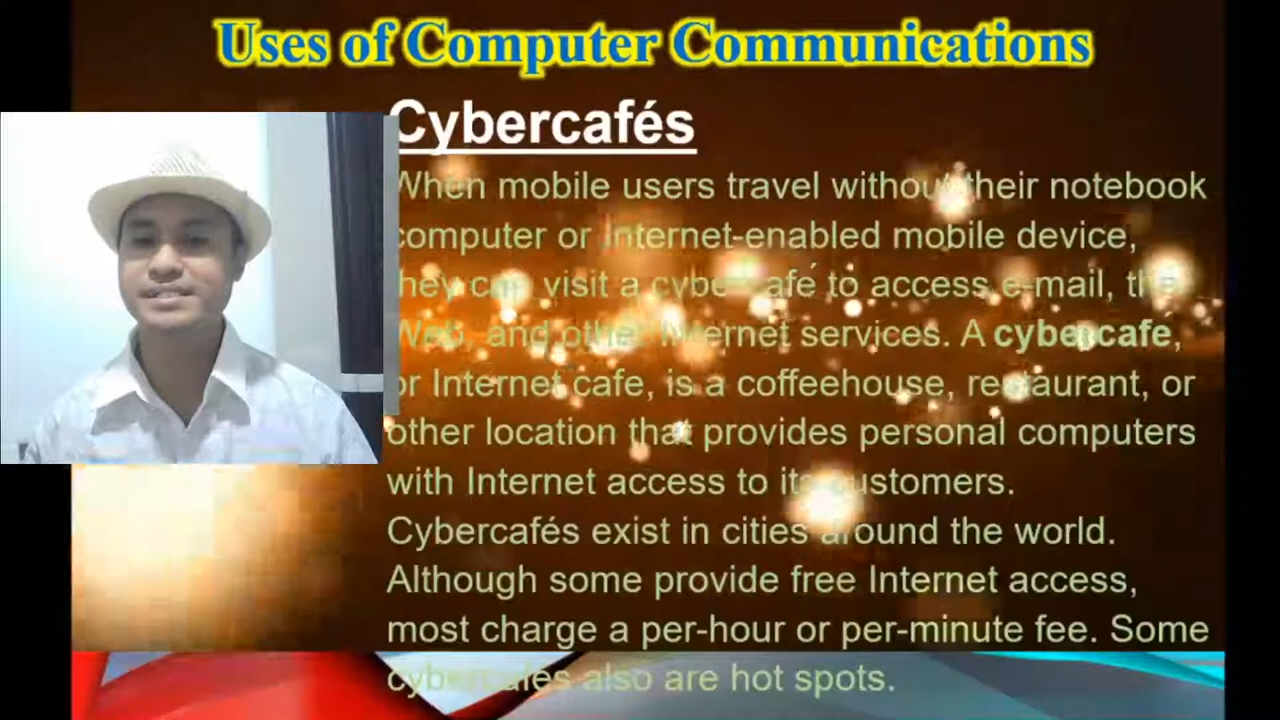 Uses of Computer Communications
Cybercafés
When mobile users travel without their notebook
computer or Internet-enabled mobile device,
they can visit a cybercafé to access e-mail, the
Web, and other Internet services. A cybercafe,
or Internet cafe, is a coffeehouse, restaurant, or
other location that provides personal computers
with Internet access to its customers.
Cybercafés exist in cities around the world.
Although some provide free Internet access,
most charge a per-hour or per-minute fee. Some
cybercafes also are hot spots.